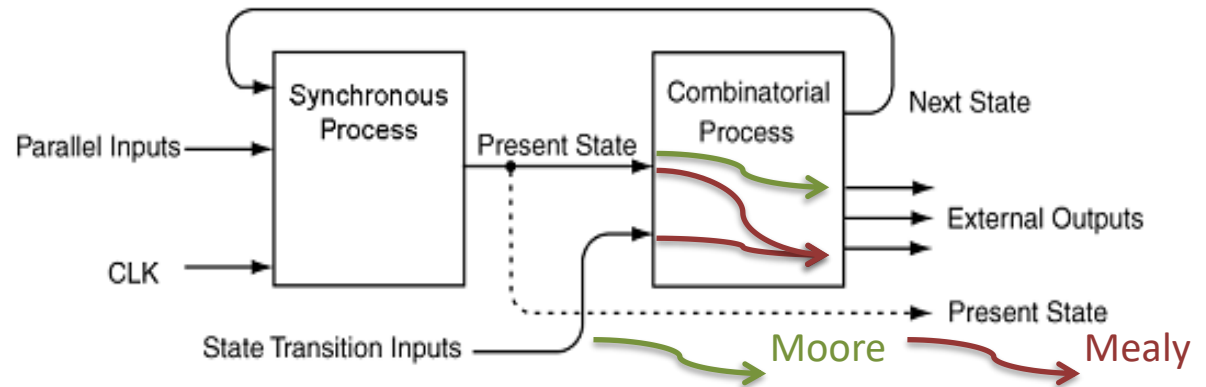 Synchronous
Process
Combinatorial
Process
Next State
Parallel Inputs
Present State
External Outputs
CLK
Present State
State Transition Inputs
Moore
Mealy